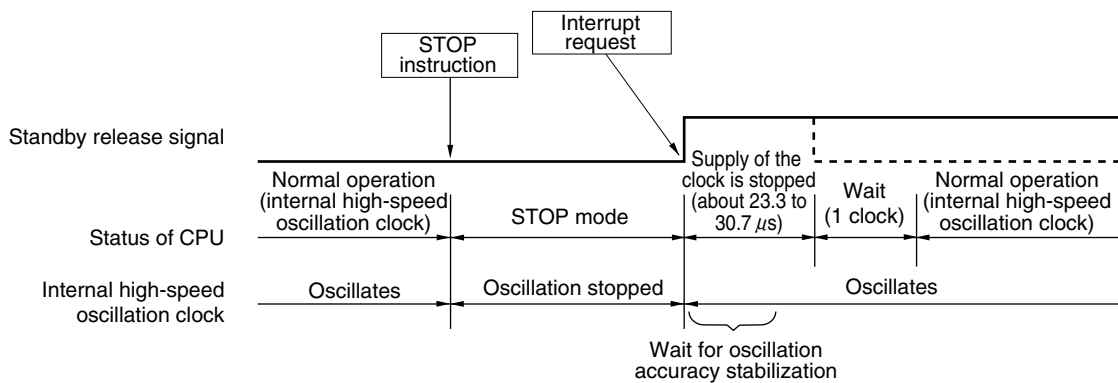 Interrupt
request
STOP
instruction
Standby release signal
Supply of the
clock is stopped
(about 23.3 to
30.7 μs)
Normal operation
(internal high-speed
oscillation clock)
STOP mode
Wait
(1 clock)
Normal operation
(internal high-speed
oscillation clock)
Status of CPU
Internal high-speed
oscillation clock
Oscillates
Oscillation stopped
Oscillates
Wait for oscillation
accuracy stabilization